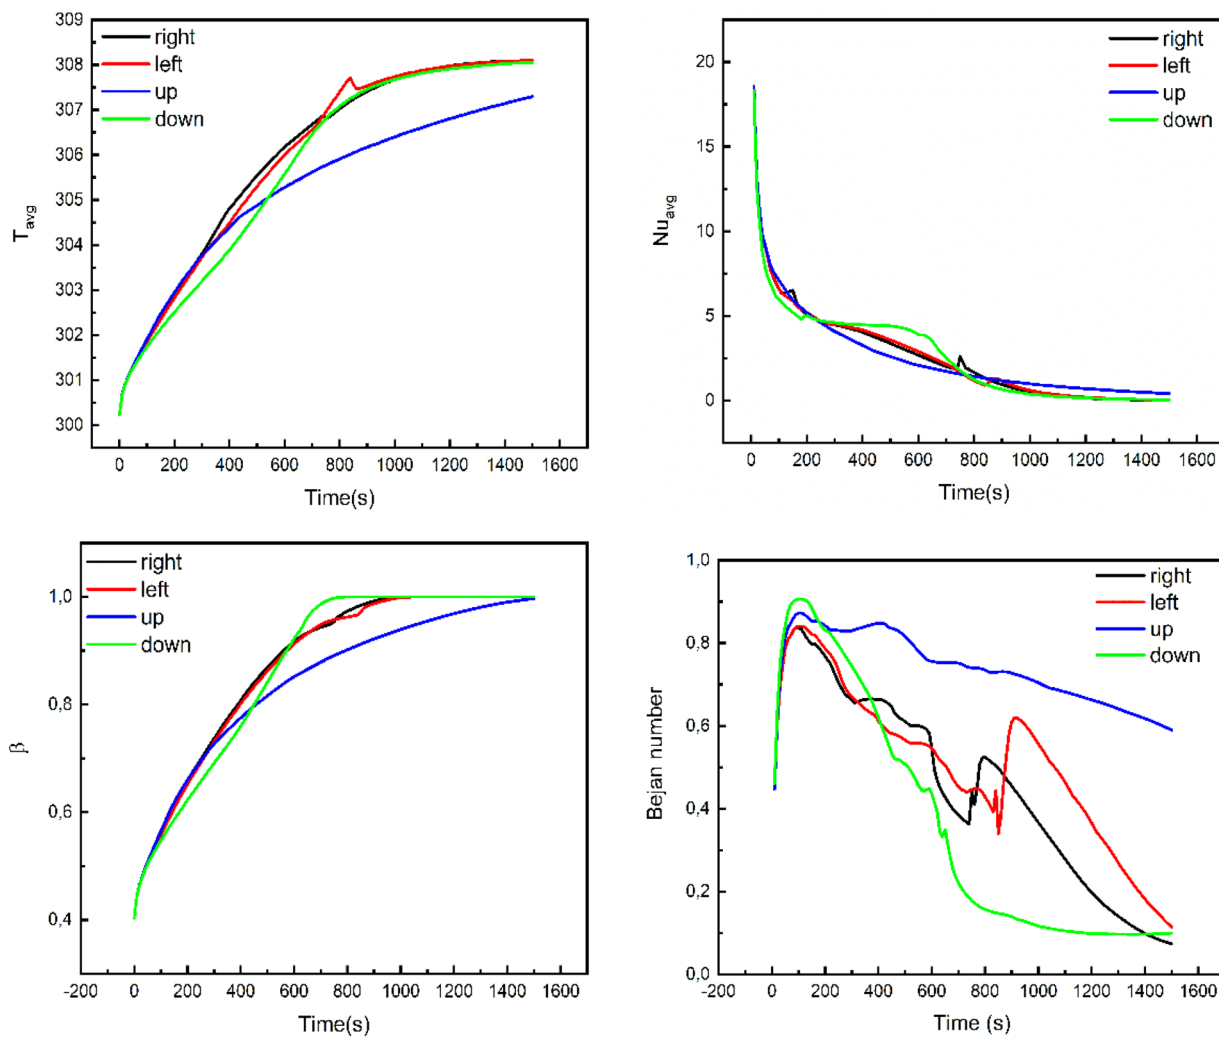 309
308
307
306
305
304
303
302
301
300
T_avg
right
left
up
down
0 200 400 600 800 1000 1200 1400 1600
Time(s)
20
15
10
5
0
Nu_avg
right
left
up
down
0 200 400 600 800 1000 1200 1400 1600
Time(s)
1,0
0,8
0,6
0,4
β
right
left
up
down
-200 0 200 400 600 800 1000 1200 1400 1600
Time(s)
1,0
0,8
0,6
0,4
0,2
0,0
Bejan number
right
left
up
down
-200 0 200 400 600 800 1000 1200 1400 1600
Time (s)